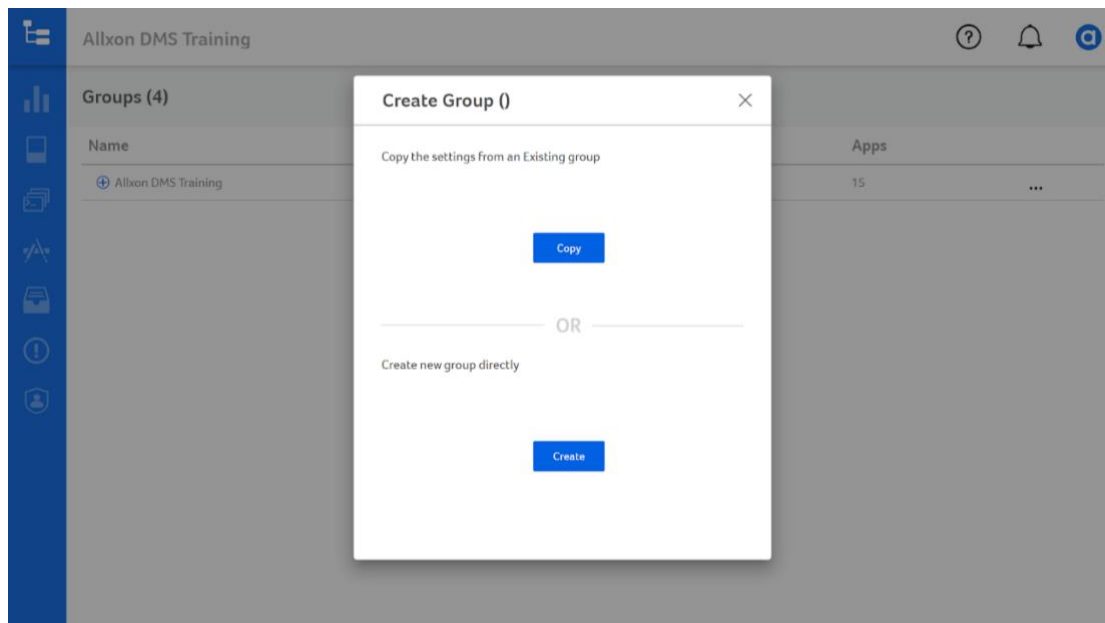 Allxon DMS Training
Groups (4)
Name
Apps
Allxon DMS Training
15
...
Create Group ()
Copy the settings from an Existing group
Copy
OR
Create new group directly
Create